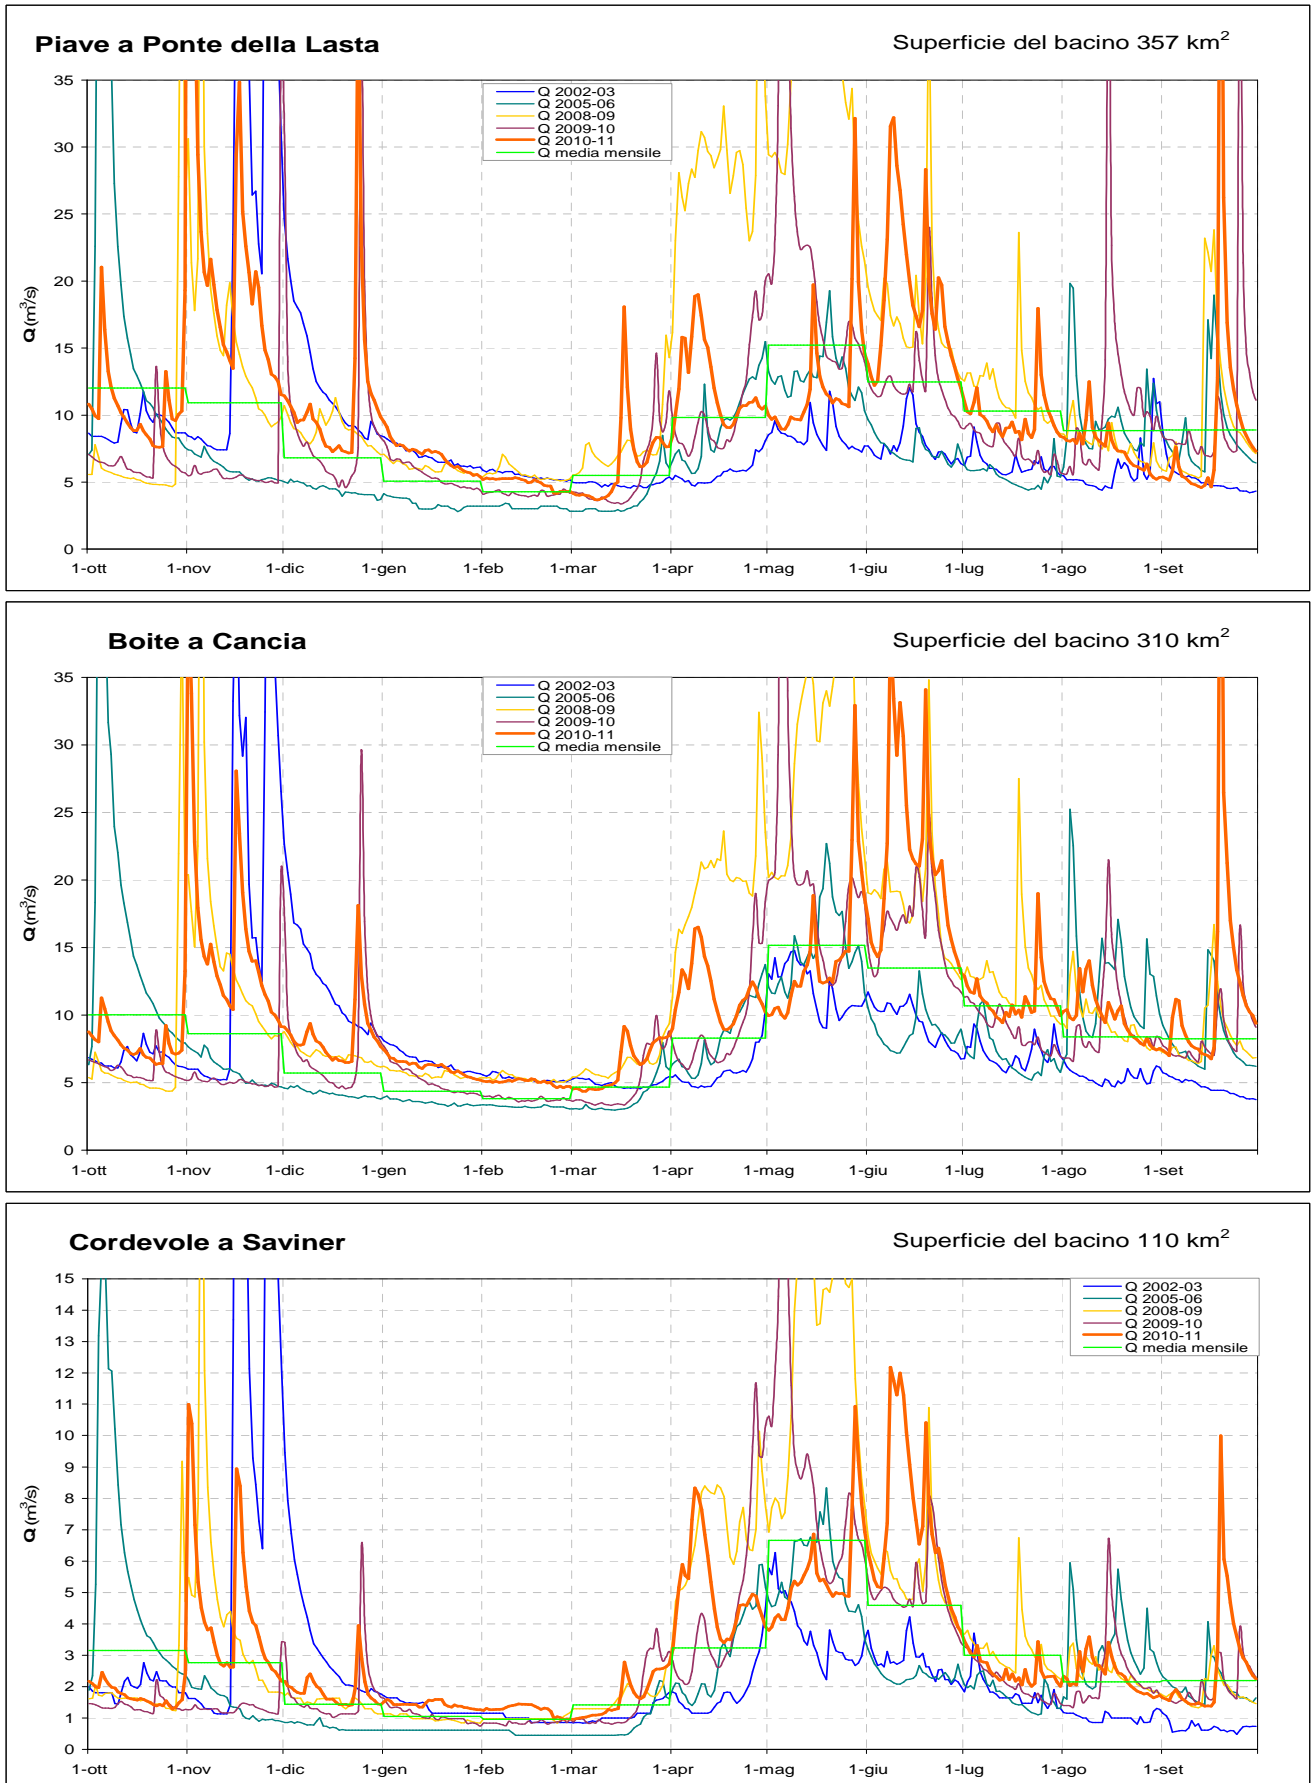 Piave a Ponte della Lasta
Superficie del bacino 357 km²
Q (m³/s)
35
30
25
20
15
10
5
0
1-ott 1-nov 1-dic 1-gen 1-feb 1-mar 1-apr 1-mag 1-giu 1-lug 1-ago 1-set
Q 2002-03
Q 2005-06
Q 2008-09
Q 2009-10
Q 2010-11
Q media mensile
Boite a Cancia
Superficie del bacino 310 km²
Q (m³/s)
35
30
25
20
15
10
5
0
1-ott 1-nov 1-dic 1-gen 1-feb 1-mar 1-apr 1-mag 1-giu 1-lug 1-ago 1-set
Q 2002-03
Q 2005-06
Q 2008-09
Q 2009-10
Q 2010-11
Q media mensile
Cordevole a Saviner
Superficie del bacino 110 km²
Q (m³/s)
15
14
13
12
11
10
9
8
7
6
5
4
3
2
1
0
1-ott 1-nov 1-dic 1-gen 1-feb 1-mar 1-apr 1-mag 1-giu 1-lug 1-ago 1-set
Q 2002-03
Q 2005-06
Q 2008-09
Q 2009-10
Q 2010-11
Q media mensile